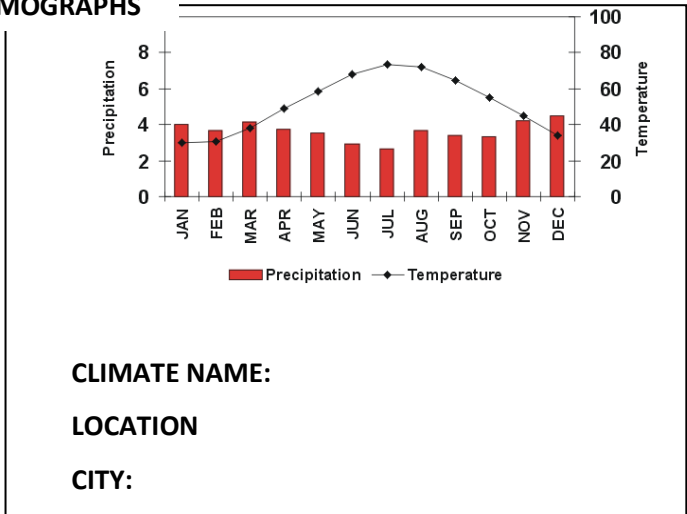 MOGRAPHS
100
8 80
6 60
4 40
2 20
0 0
Precipitation
Temperature
JAN FEB MAR APR MAY JUN JUL AUG SEP OCT NOV DEC
Precipitation Temperature
CLIMATE NAME:
LOCATION
CITY: